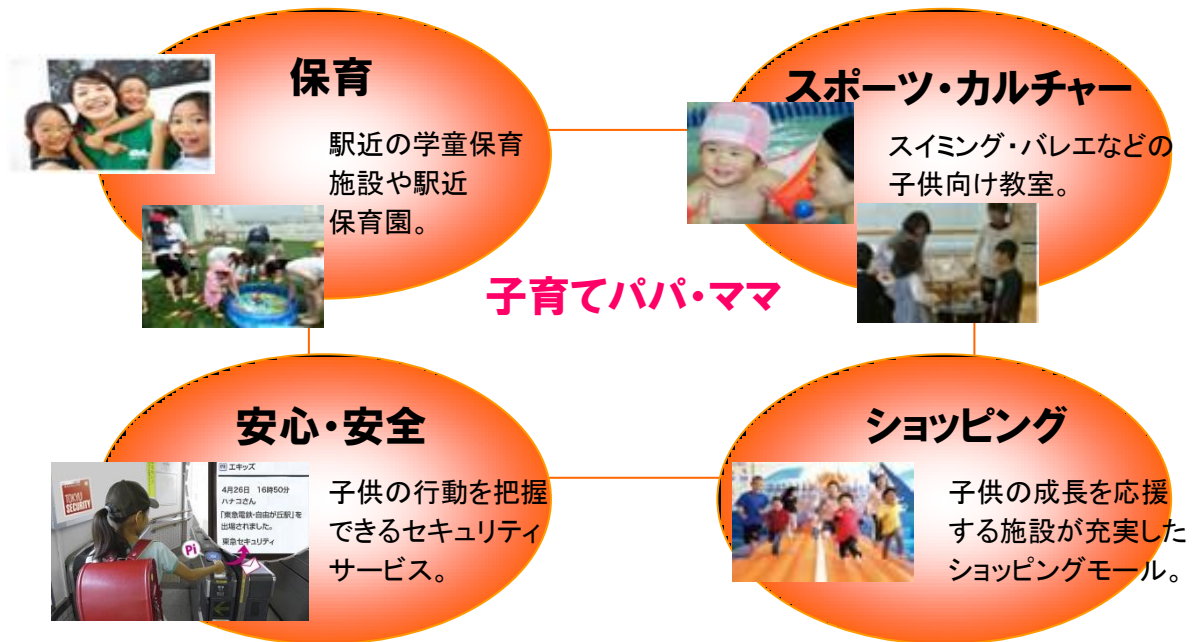 保育
駅近の学童保育
施設や駅近
保育園。
スポーツ・カルチャー
スイミング・バレエなどの
子供向け教室。
子育てパパ・ママ
安心・安全
子供の行動を把握
できるセキュリティ
サービス。
TOKYU
SECURITY
エキッズ
4月26日 16時50分
ハナコさん
「東急電鉄・自由が丘駅」を
出場されました。
東急セキュリティ
Pi
ショッピング
子供の成長を応援
する施設が充実した
ショッピングモール。